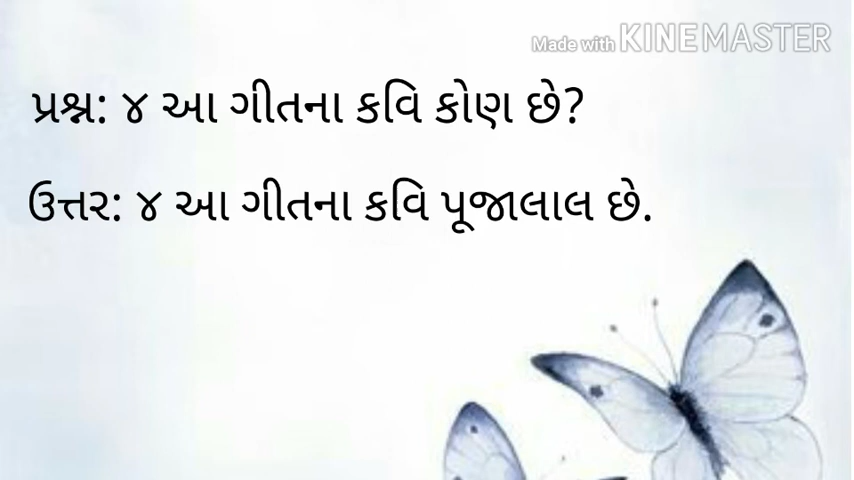 Made with KINEMASTER
પ્રશ્ન: ૪ આ ગીતના કવિ કોણ છે?
ઉત્તર: ૪ આ ગીતના કવિ પૂજાલાલ છે.